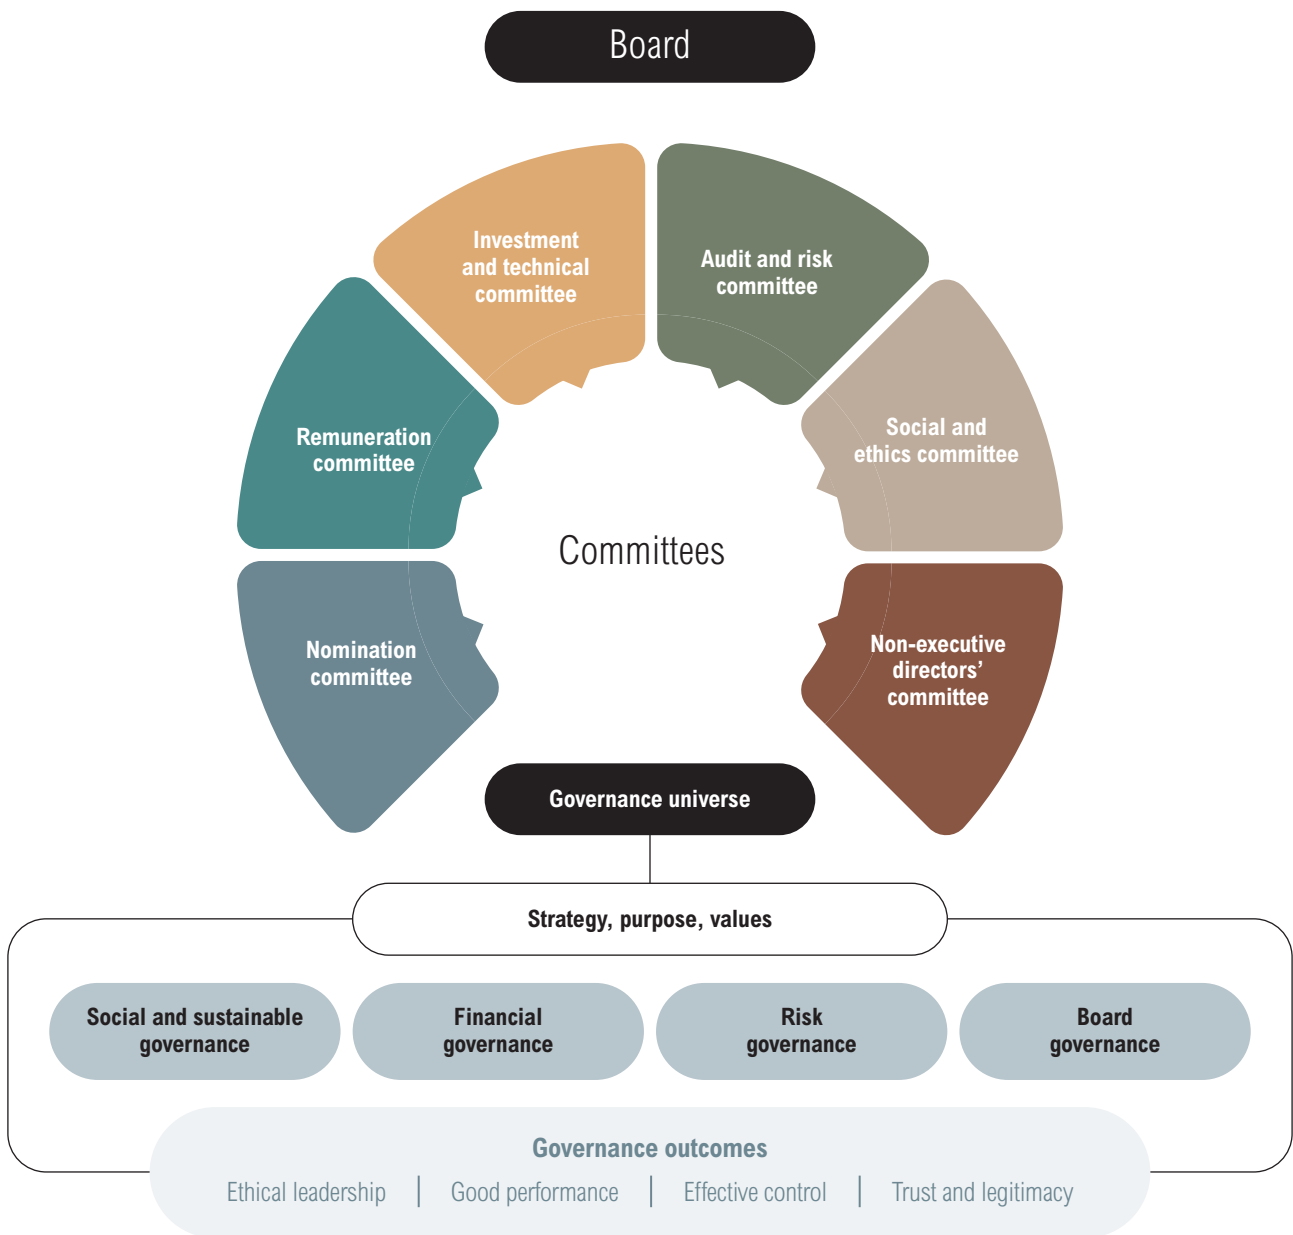 Board
Investment
and technical
committee
Audit and risk
committee
Remuneration
committee
Social and
ethics committee
Committees
Nomination
committee
Non-executive
directors’
committee
Governance universe
Strategy, purpose, values
Social and sustainable
governance
Financial
governance
Risk
governance
Board
governance
Governance outcomes
Ethical leadership
Good performance
Effective control
Trust and legitimacy